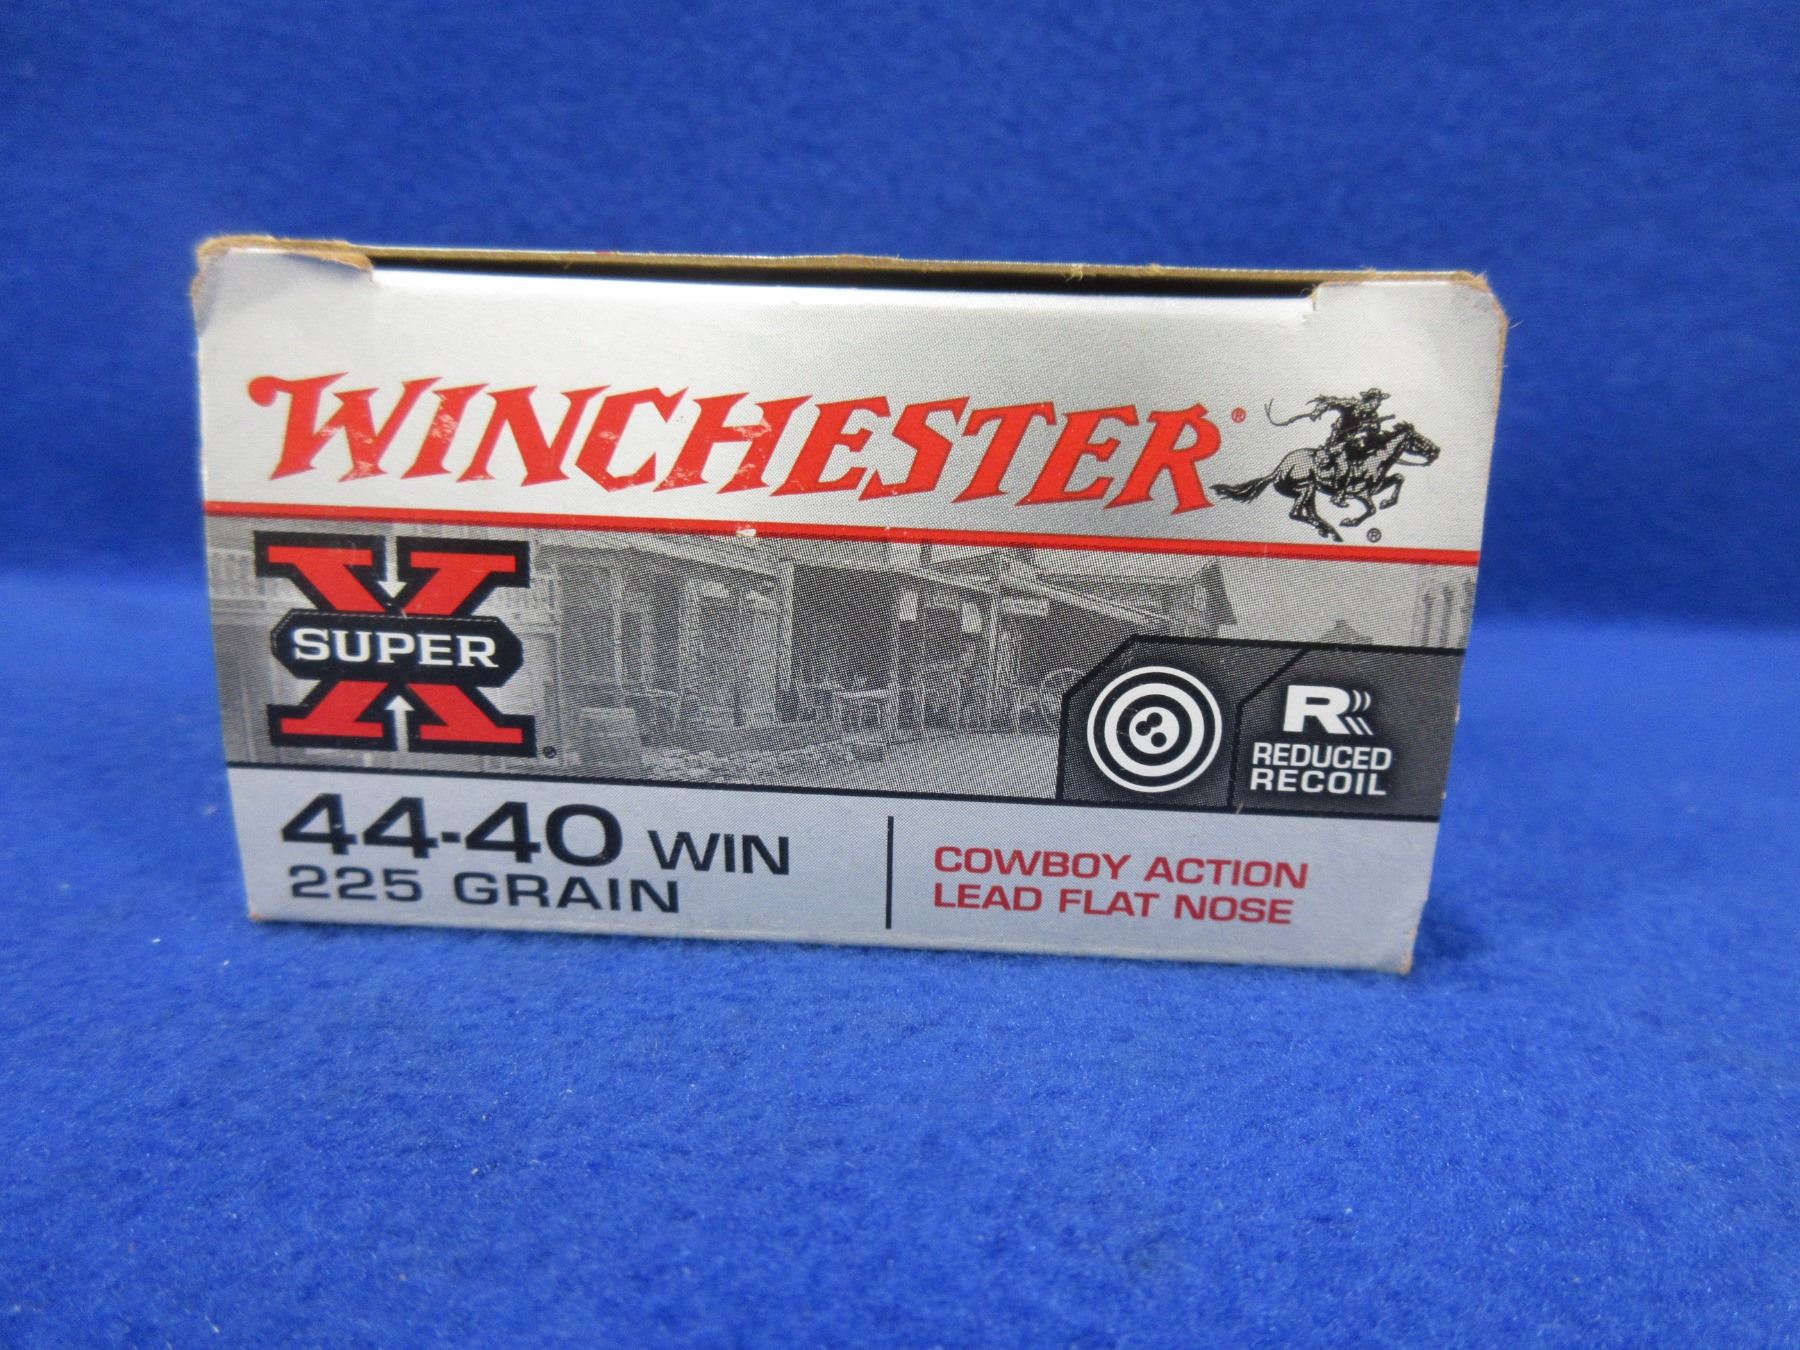 WINCHESTER®
®
X
SUPER
®
R
REDUCED
RECOIL
44-40 WIN
225 GRAIN
COWBOY ACTION
LEAD FLAT NOSE